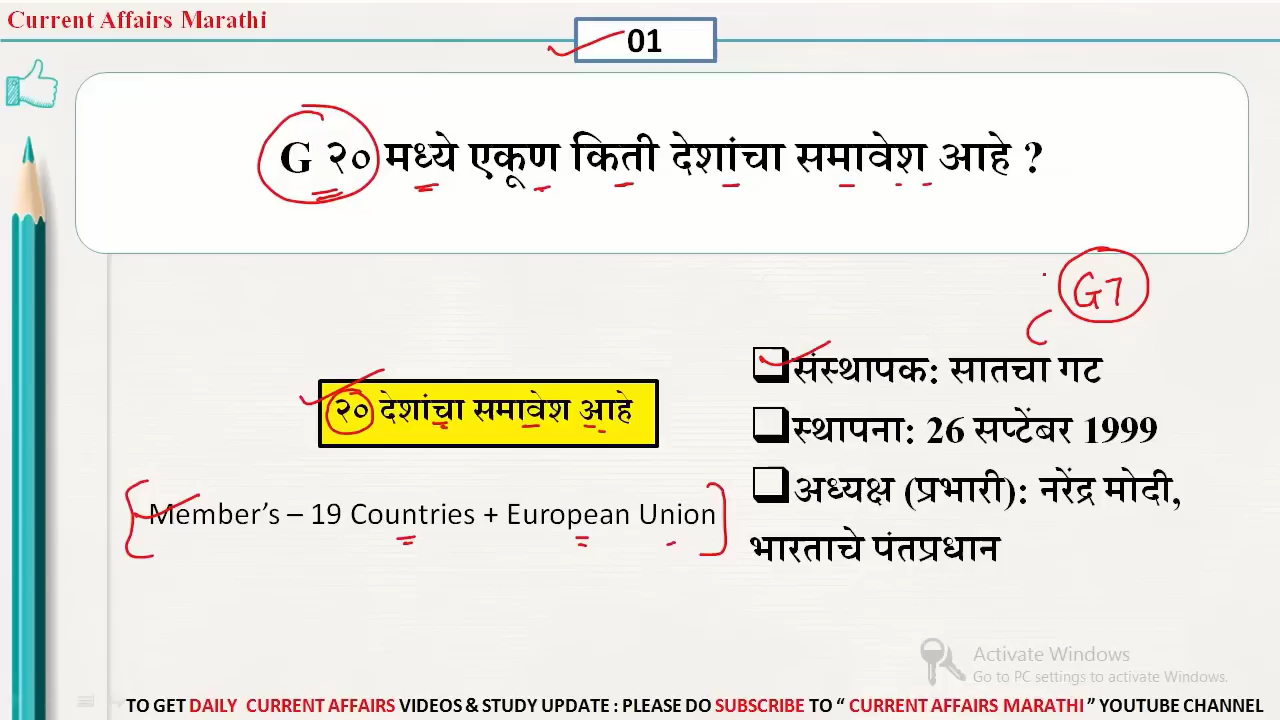 Current Affairs Marathi
01
G २० मध्ये एकूण किती देशांचा समावेश आहे ?
G7
२० देशांचा समावेश आहे
Member's – 19 Countries + European Union
संस्थापक: सातचा गट
स्थापना: 26 सप्टेंबर 1999
अध्यक्ष (प्रभारी): नरेंद्र मोदी,
भारताचे पंतप्रधान
Activate Windows
Go to PC settings to activate Windows.
TO GET DAILY CURRENT AFFAIRS VIDEOS & STUDY UPDATE : PLEASE DO SUBSCRIBE TO “ CURRENT AFFAIRS MARATHI ” YOUTUBE CHANNEL